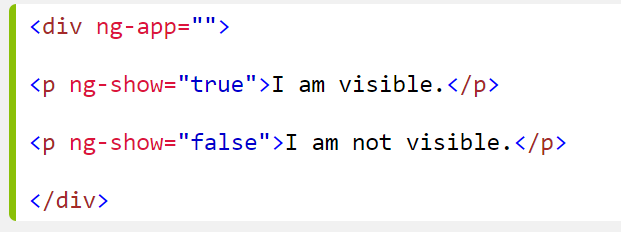 <div ng-app="">
<p ng-show="true">I am visible.</p>
<p ng-show="false">I am not visible.</p>
</div>